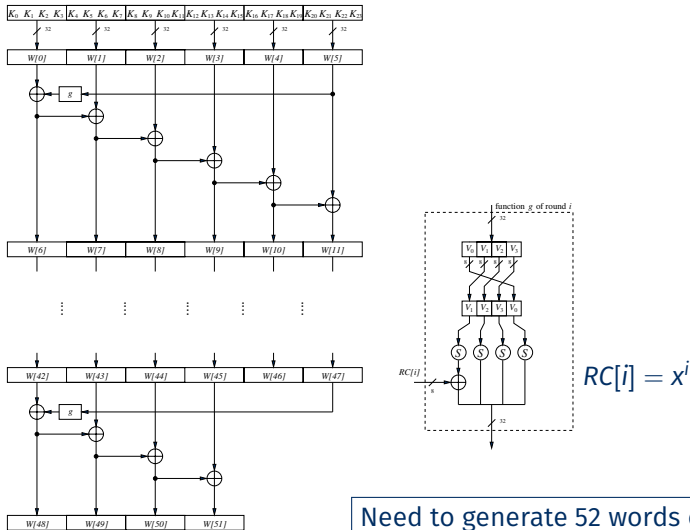 K0 K1 K2 K3 K4 K5 K6 K7 K8 K9 K10 K11 K12 K13 K14 K15 K16 K17 K18 K19 K20 K21 K22 K23
32 32 32 32 32 32
W[0] W[1] W[2] W[3] W[4] W[5]
g
function g of round i
32
W[6] W[7] W[8] W[9] W[10] W[11]
V0 V1 V2 V3
8 8 8 8
V1 V2 V3 V0
S S S S
W[42] W[43] W[44] W[45] W[46] W[47]
RC[i]
8
RC[i] = x^i
g
32
W[48] W[49] W[50] W[51]
Need to generate 52 words